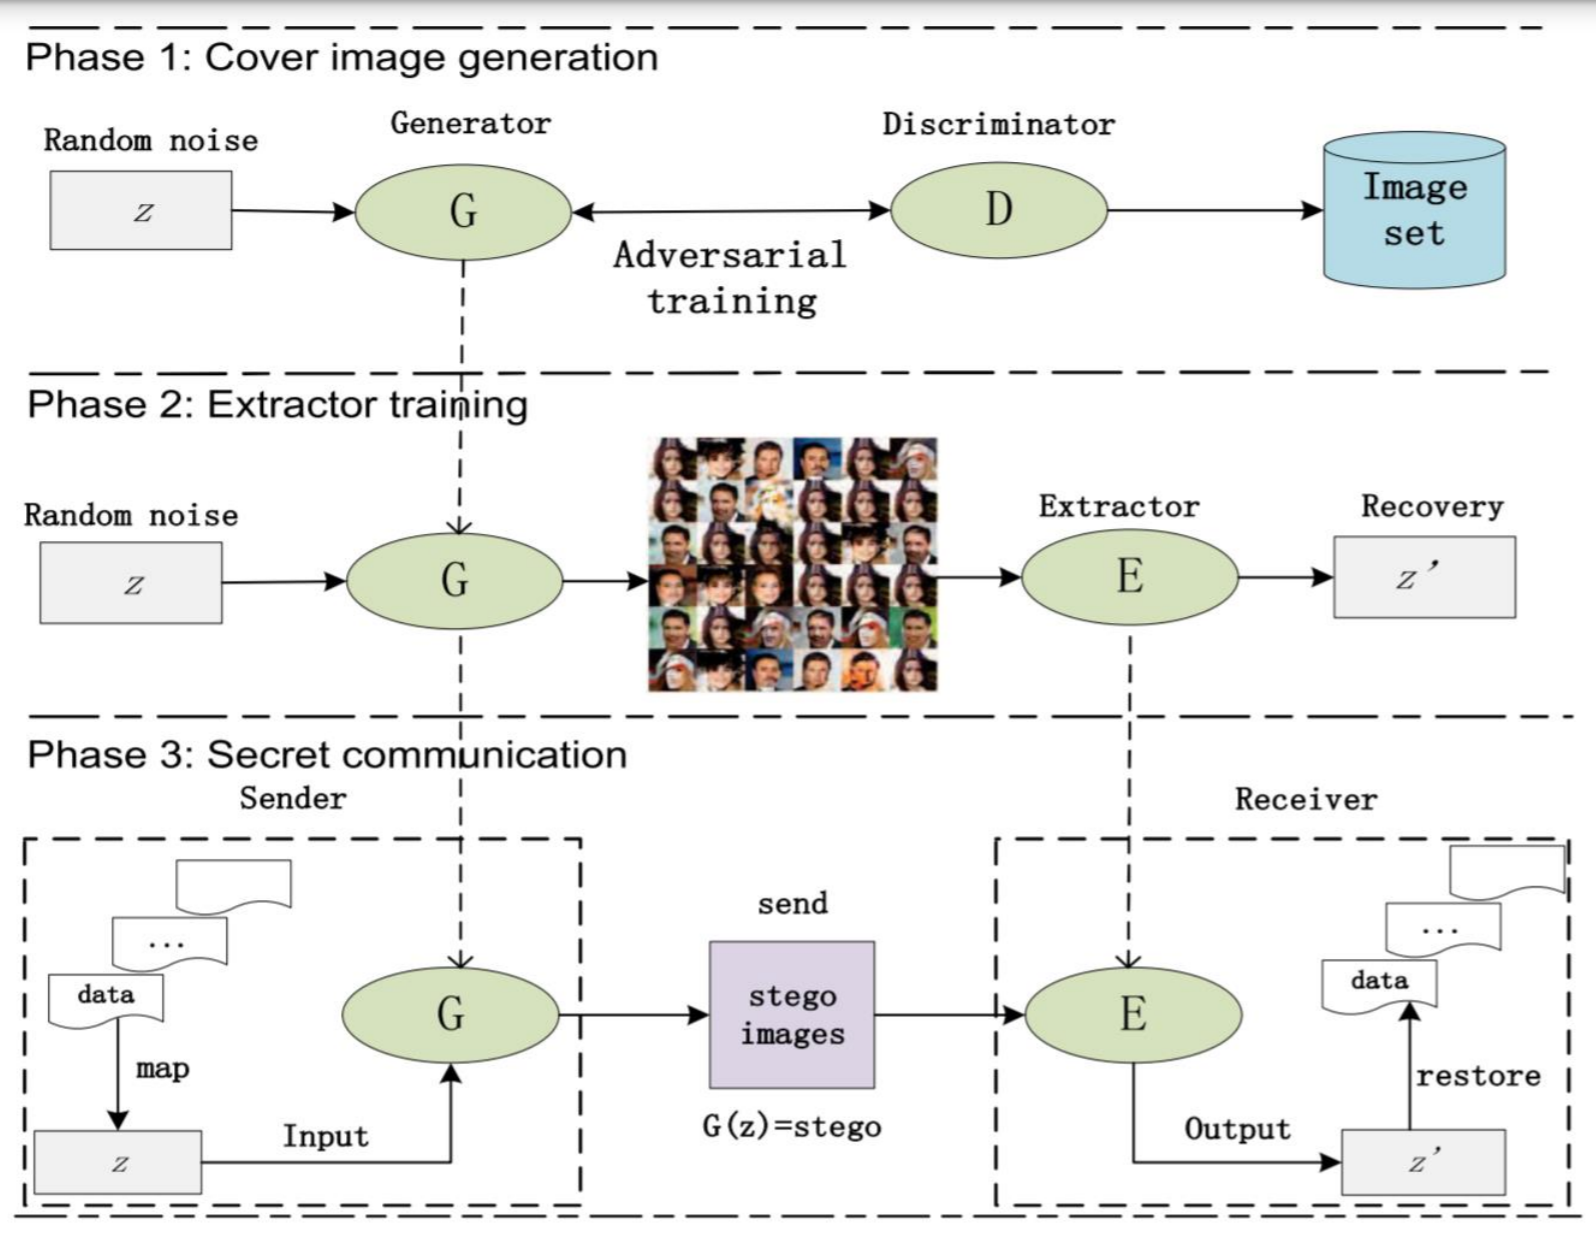 Phase 1: Cover image generation
Random noise
Generator
Discriminator
z
G
D
Image
set
Adversarial
training
Phase 2: Extractor training
Random noise
Extractor
Recovery
z
G
E
z'
Phase 3: Secret communication
Sender
Receiver
...
data
map
z
Input
G
send
stego
images
G(z)=stego
E
Output
...
data
restore
z'